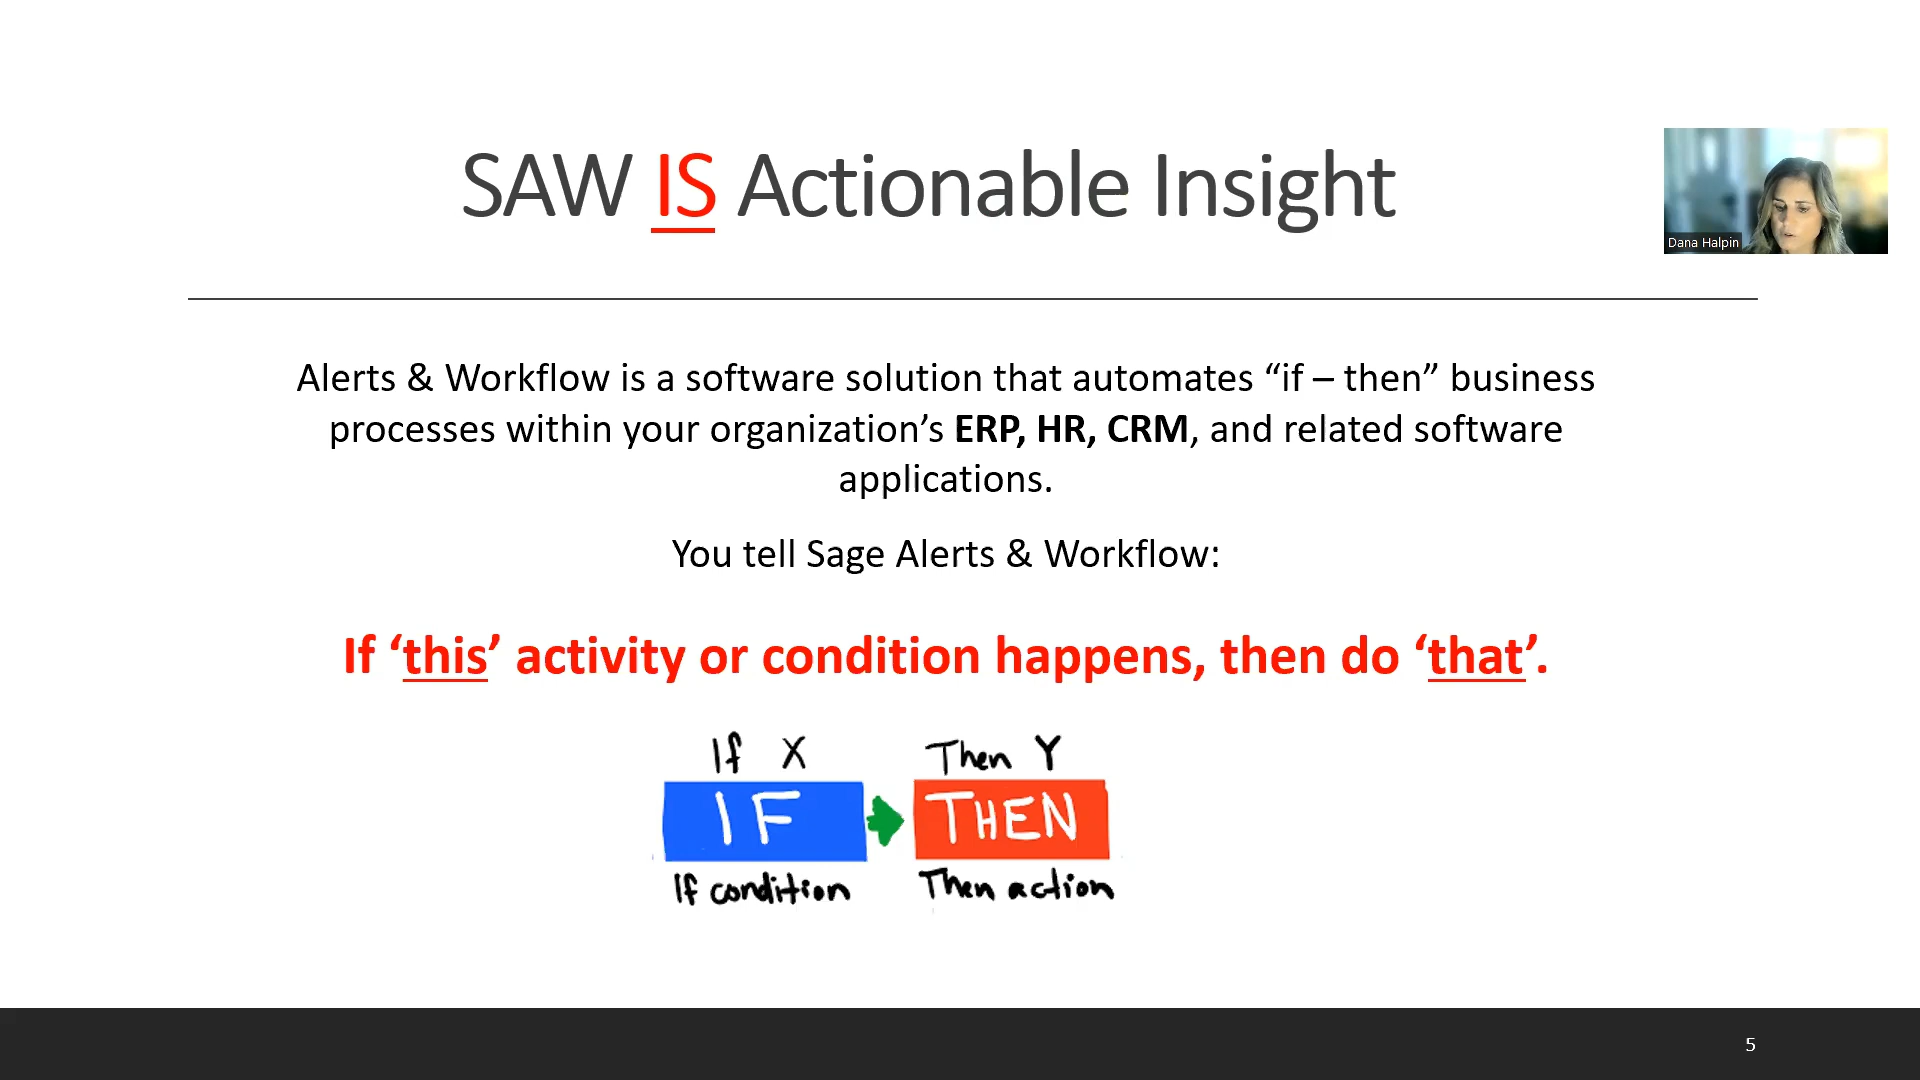 SAW IS Actionable Insight
Dana Halpin
Alerts & Workflow is a software solution that automates “if – then” business
processes within your organization’s ERP, HR, CRM, and related software
applications.
You tell Sage Alerts & Workflow:
If ‘this’ activity or condition happens, then do ‘that’.
If X Then Y
IF THEN
If condition Then action
5